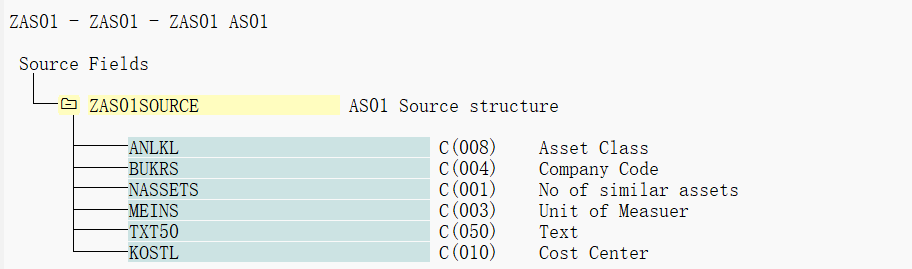 ZAS01 - ZAS01 - ZAS01 AS01
Source Fields
ZAS01SOURCE AS01 Source structure
ANLKL C(008) Asset Class
BUKRS C(004) Company Code
NASSETS C(001) No of similar assets
MEINS C(003) Unit of Measuer
TXT50 C(050) Text
KOSTL C(010) Cost Center